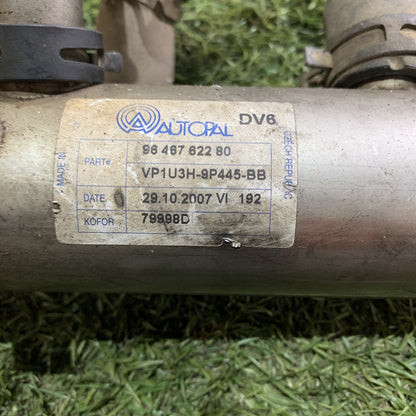 AUTOPAL DV6
MADE IN
CZECH REPUBLIC
PART# 96 467 622 80
VP1U3H-9P445-BB
DATE 29.10.2007 VI 192
KOFOR 79998D